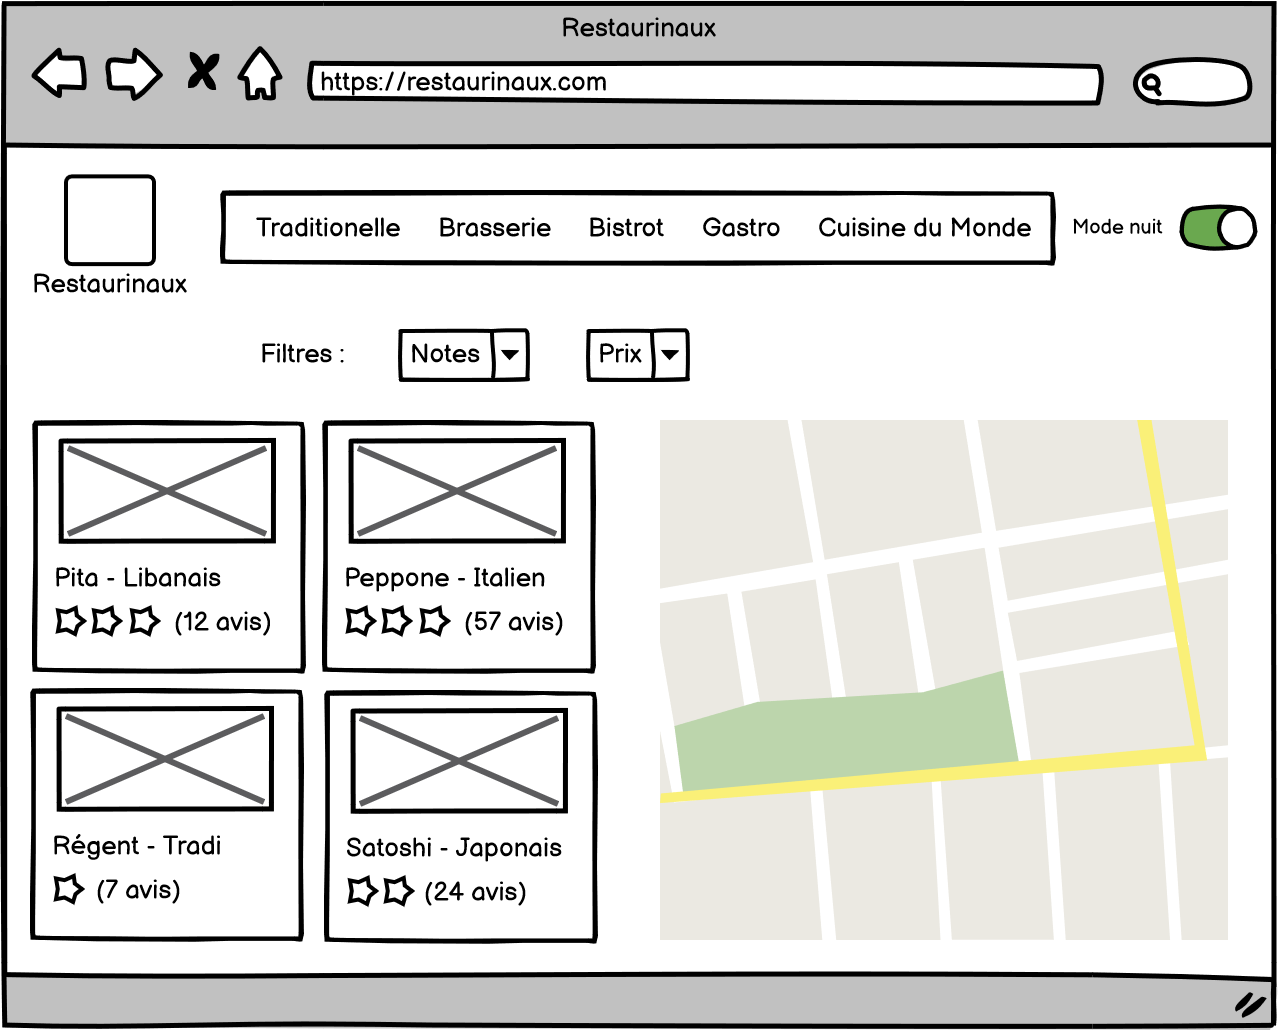 Restaurinaux
https://restaurinaux.com
Traditionelle Brasserie Bistrot Gastro Cuisine du Monde
Mode nuit
Restaurinaux
Filtres : Notes Prix
Pita - Libanais
(12 avis)
Peppone - Italien
(57 avis)
Régent - Tradi
(7 avis)
Satoshi - Japonais
(24 avis)